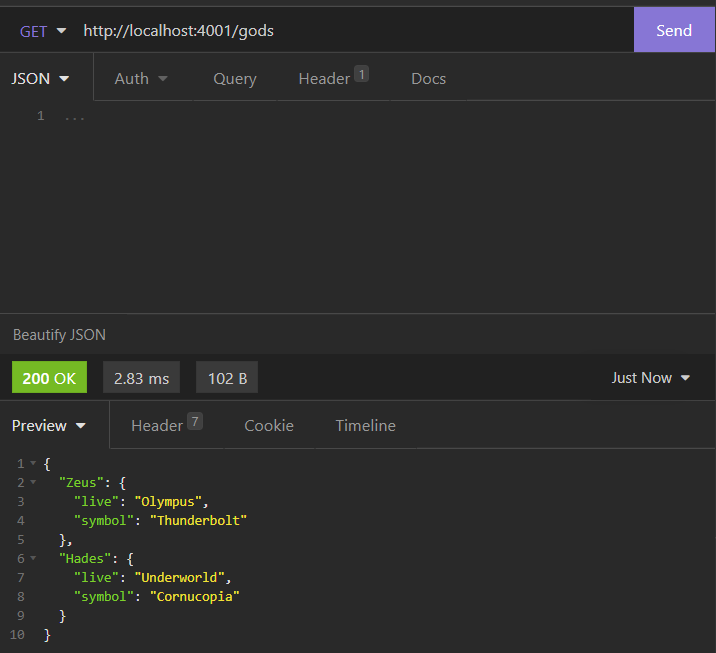 GET http://localhost:4001/gods Send
JSON Auth Query Header 1 Docs
1 ...
Beautify JSON
200 OK 2.83 ms 102 B Just Now
Preview Header 7 Cookie Timeline
1 {
2 "Zeus": {
3 "live": "Olympus",
4 "symbol": "Thunderbolt"
5 },
6 "Hades": {
7 "live": "Underworld",
8 "symbol": "Cornucopia"
9 }
10 }